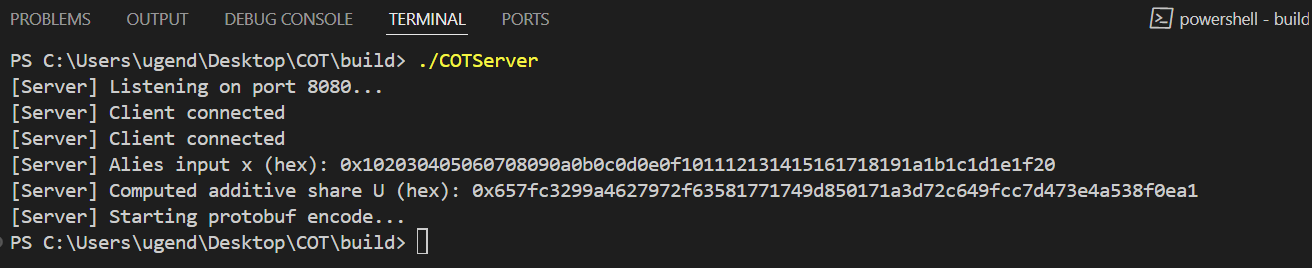 PROBLEMS OUTPUT DEBUG CONSOLE TERMINAL PORTS powershell - build
PS C:\Users\ugend\Desktop\COT\build> ./COTServer
[Server] Listening on port 8080...
[Server] Client connected
[Server] Client connected
[Server] Alies input x (hex): 0x102030405060708090a0b0c0d0e0f101112131415161718191a1b1c1d1e1f20
[Server] Computed additive share U (hex): 0x657fc3299a4627972f63581771749d850171a3d72c649fcc7d473e4a538f0ea1
[Server] Starting protobuf encode...
PS C:\Users\ugend\Desktop\COT\build>